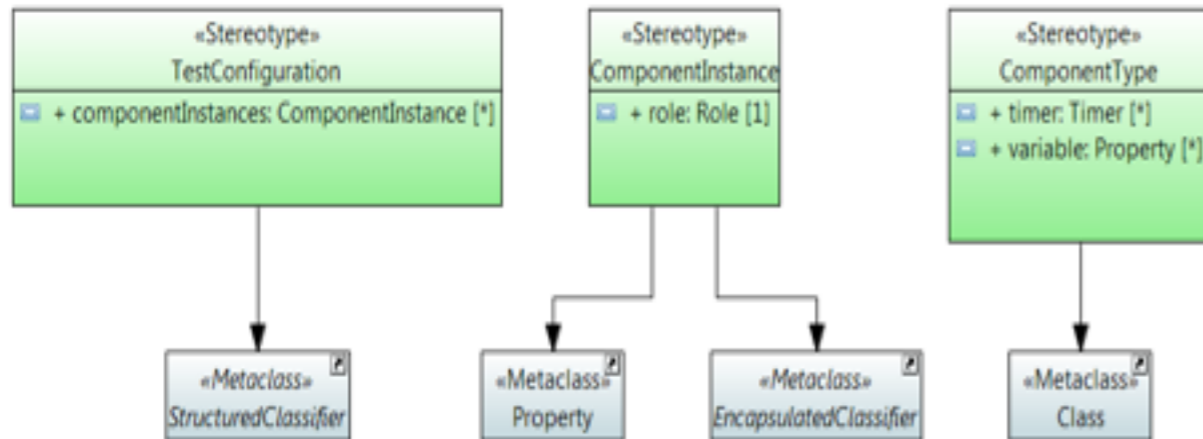 «Stereotype»
TestConfiguration
+ componentInstances: ComponentInstance [*]
«Stereotype»
ComponentInstance
+ role: Role [1]
«Stereotype»
ComponentType
+ timer: Timer [*]
+ variable: Property [*]
«Metaclass»
StructuredClassifier
«Metaclass»
Property
«Metaclass»
EncapsulatedClassifier
«Metaclass»
Class